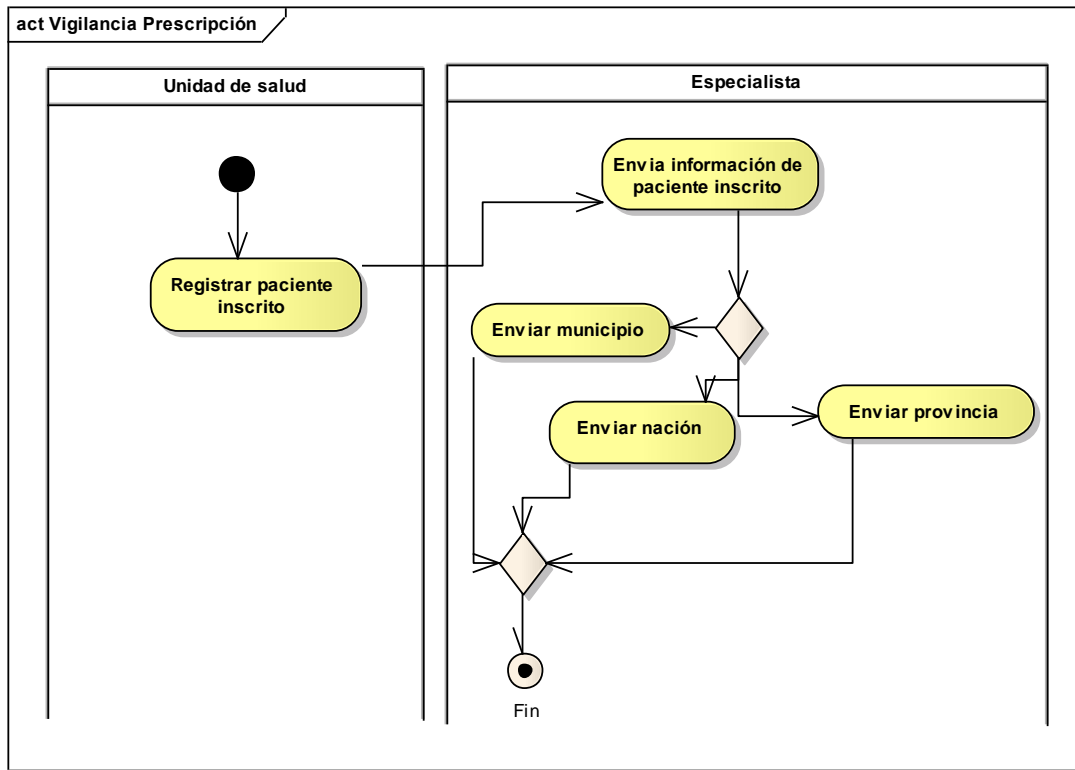 act Vigilancia Prescripción
Unidad de salud
Especialista
Envia información de
paciente inscrito
Registrar paciente
inscrito
Enviar municipio
Enviar provincia
Enviar nación
Fin